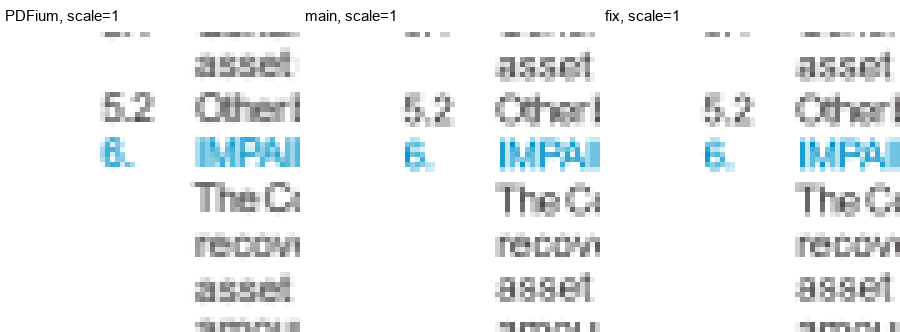 PDFium, scale=1
main, scale=1
fix, scale=1
asset
5.2 Other
6. IMPAI
The Co
recov
asset
asset
5.2 Other
6. IMPAI
The Co
recov
asset
asset
5.2 Other
6. IMPAI
The Co
recov
asset